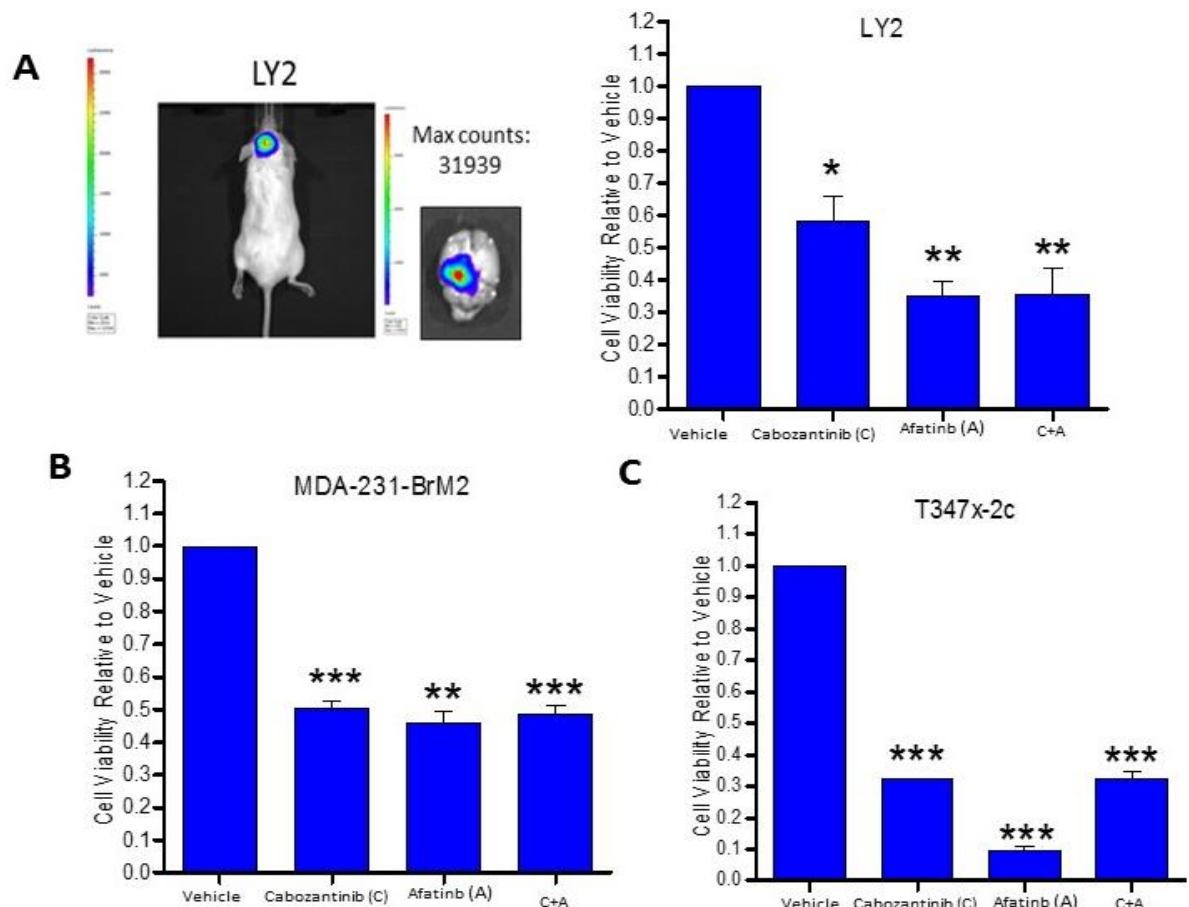 A
LY2
Max counts:
31939
LY2
Cell Viability Relative to Vehicle
1.2
1.1
1.0
0.9
0.8
0.7
0.6
0.5
0.4
0.3
0.2
0.1
0.0
*
**
**
Vehicle
Cabozantinib (C)
Afatinb (A)
C+A
B
MDA-231-BrM2
Cell Viability Relative to Vehicle
1.2
1.1
1.0
0.9
0.8
0.7
0.6
0.5
0.4
0.3
0.2
0.1
0.0
***
**
***
Vehicle
Cabozantinib (C)
Afatinb (A)
C+A
C
T347x-2c
Cell Viability Relative to Vehicle
1.2
1.1
1.0
0.9
0.8
0.7
0.6
0.5
0.4
0.3
0.2
0.1
0.0
***
***
***
Vehicle
Cabozantinib (C)
Afatinb (A)
C+A